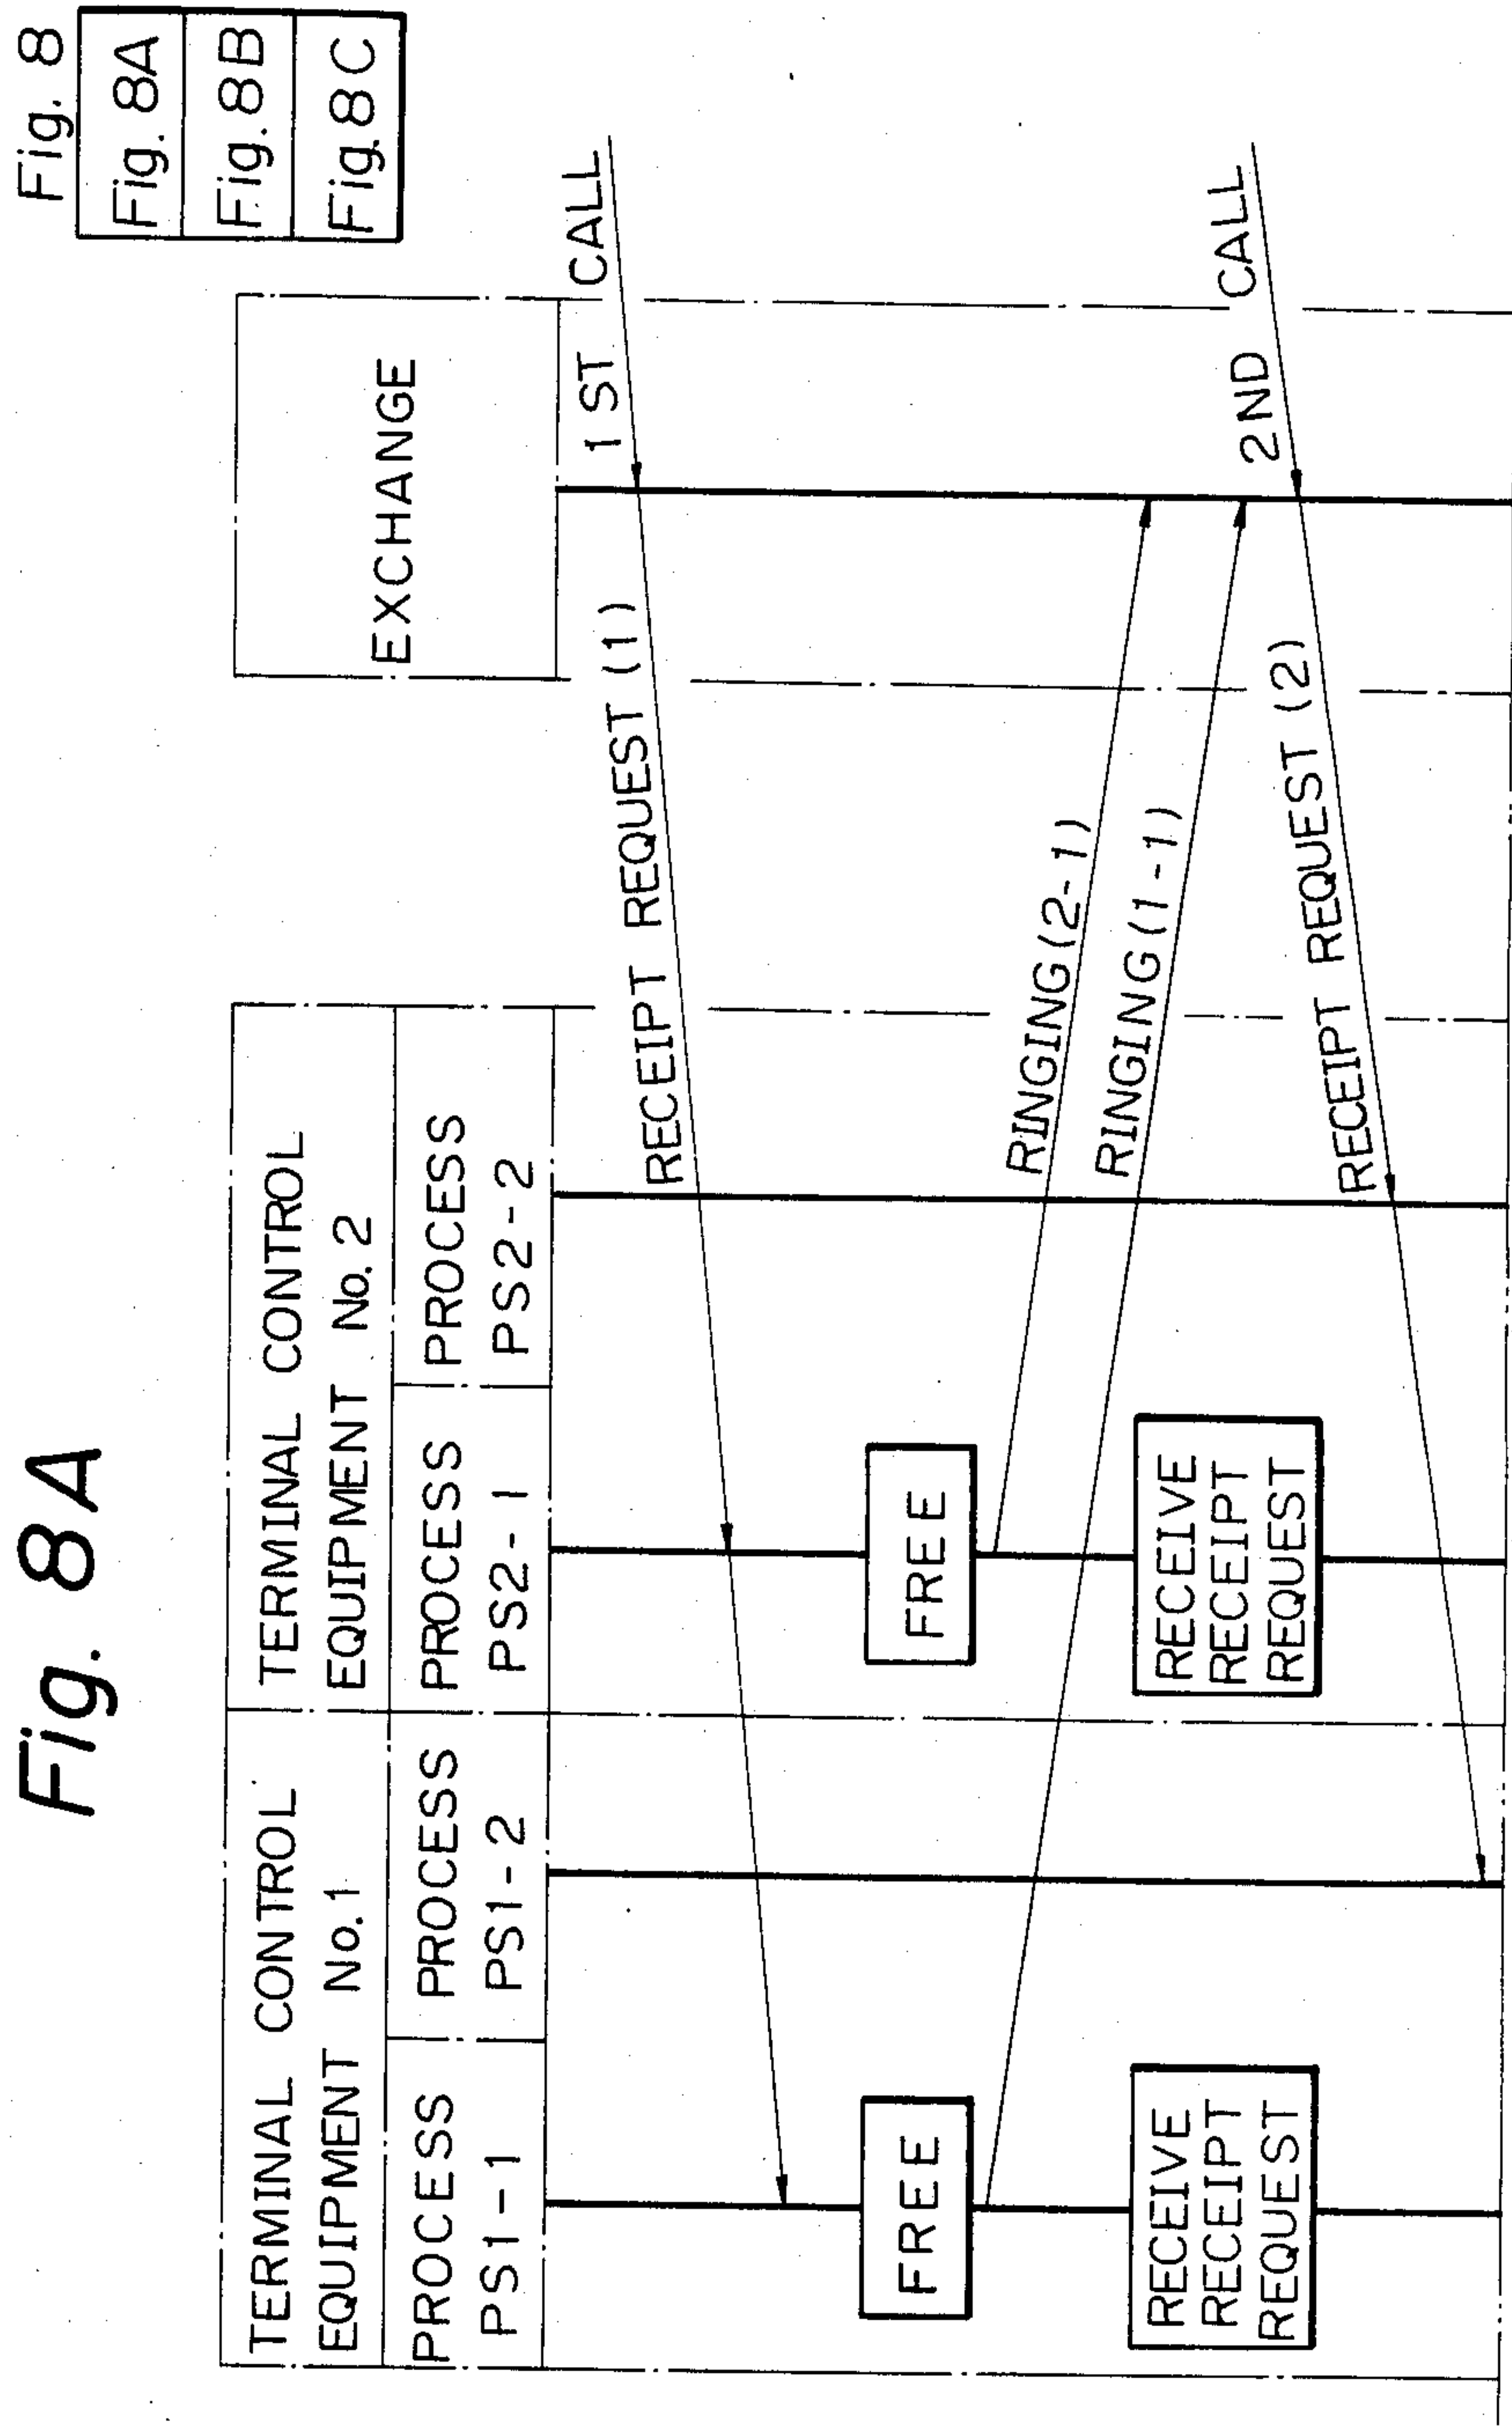 Fig. 8A
Fig. 8
Fig. 8A
Fig. 8B
Fig. 8C
TERMINAL CONTROL
EQUIPMENT No.1
TERMINAL CONTROL
EQUIPMENT No.2
EXCHANGE
PROCESS
PS1-1
PROCESS
PS1-2
PROCESS
PS2-1
PROCESS
PS2-2
1ST CALL
RECEIPT REQUEST (1)
FREE
FREE
RINGING(2-1)
RINGING(1-1)
RECEIVE
RECEIPT
REQUEST
RECEIVE
RECEIPT
REQUEST
2ND CALL
RECEIPT REQUEST (2)